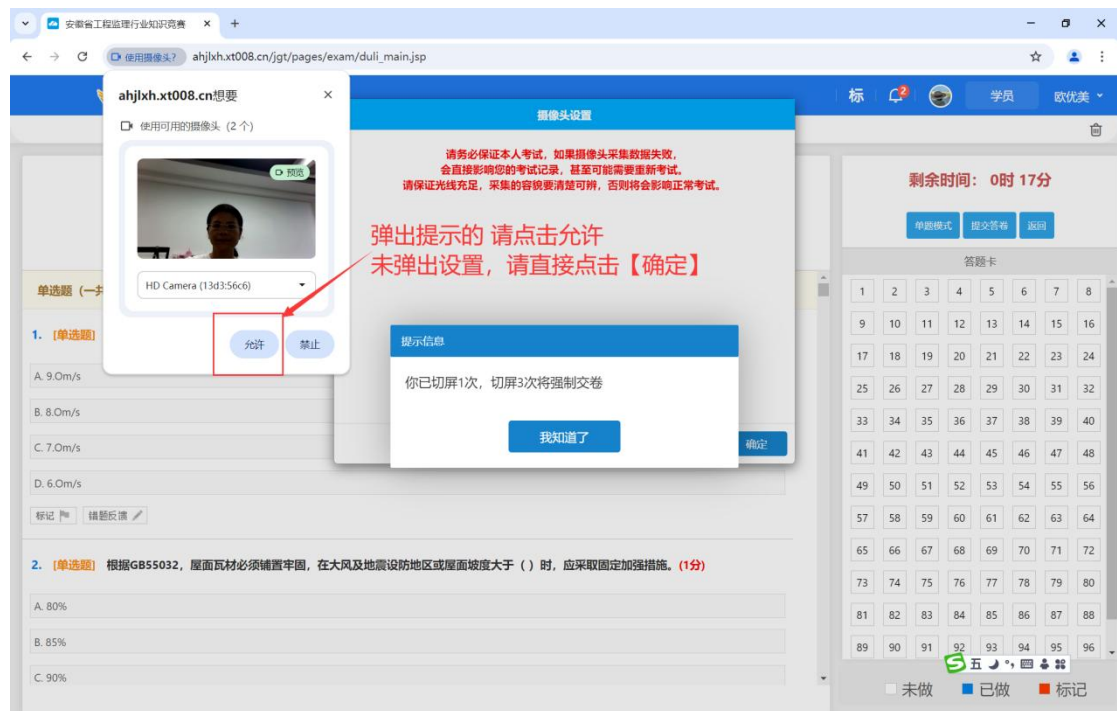 安徽省工程监理行业知识竞赛
使用摄像头?
ahjlxh.xt008.cn/jgt/pages/exam/duli_main.jsp
标
2
学员
欧优美
ahjlxh.xt008.cn想要
使用可用的摄像头 (2 个)
预览
HD Camera (13d3:56c6)
允许
禁止
摄像头设置
请务必保证本人考试，如果摄像头采集数据失败，
会直接影响您的考试记录，甚至可能需要重新考试。
请保证光线充足，采集的容貌要清楚可辨，否则将会影响正常考试。
弹出提示的 请点击允许
未弹出设置，请直接点击【确定】
提示信息
你已切屏1次，切屏3次将强制交卷
我知道了
确定
单选题（一共
1. [单选题]
A. 9.0m/s
B. 8.0m/s
C. 7.0m/s
D. 6.0m/s
标记
错题反馈
2. [单选题] 根据GB55032，屋面瓦材必须铺置牢固，在大风及地震设防地区或屋面坡度大于（ ）时，应采取固定加强措施。(1分)
A. 80%
B. 85%
C. 90%
剩余时间： 0时 17分
单题模式 提交答卷 返回
答题卡
1 2 3 4 5 6 7 8
9 10 11 12 13 14 15 16
17 18 19 20 21 22 23 24
25 26 27 28 29 30 31 32
33 34 35 36 37 38 39 40
41 42 43 44 45 46 47 48
49 50 51 52 53 54 55 56
57 58 59 60 61 62 63 64
65 66 67 68 69 70 71 72
73 74 75 76 77 78 79 80
81 82 83 84 85 86 87 88
89 90 91 92 93 94 95 96
五
未做 已做 标记